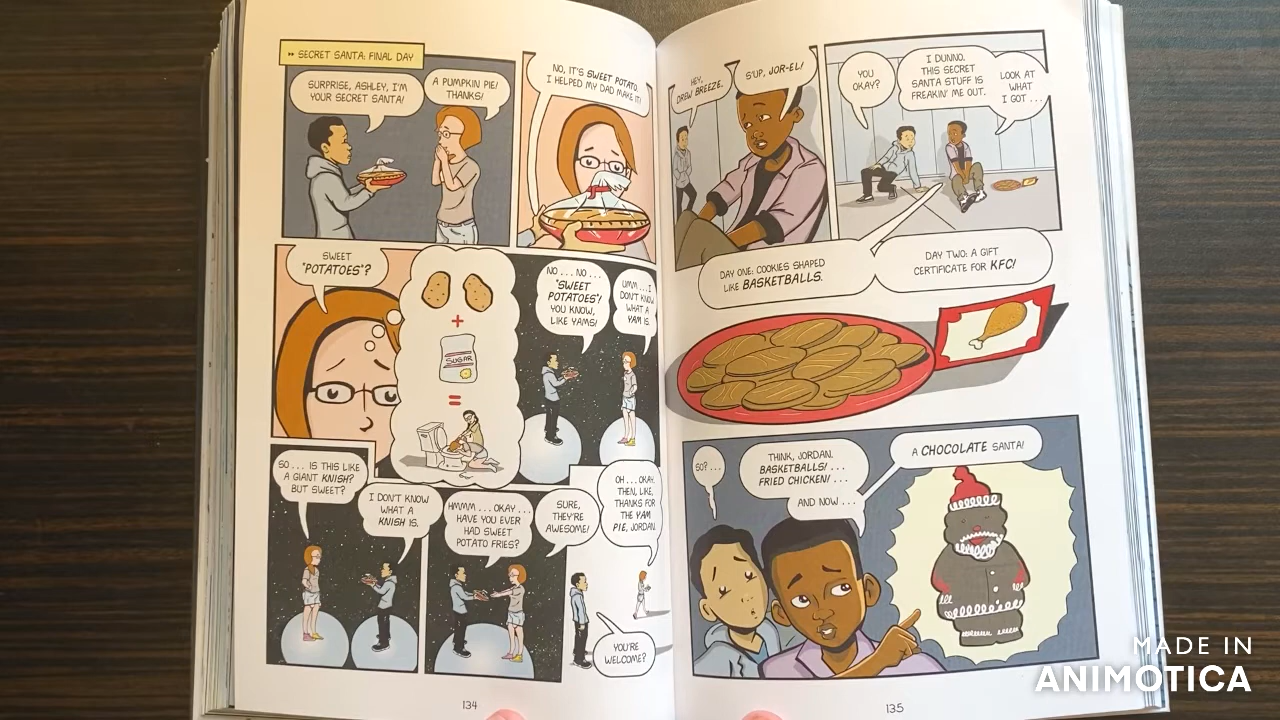 ▸▸ SECRET SANTA: FINAL DAY
SURPRISE, ASHLEY, I'M
YOUR SECRET SANTA!
A PUMPKIN PIE!
THANKS!
NO, IT'S SWEET POTATO.
I HELPED MY DAD MAKE IT!
SWEET
"POTATOES"?
SUGAR
NO . . . NO . . .
"SWEET
POTATOES"!
YOU KNOW,
LIKE YAMS!
UMM . . . I
DON'T KNOW
WHAT A
YAM IS.
SO . . . IS THIS LIKE
A GIANT KNISH?
BUT SWEET?
I DON'T KNOW
WHAT A
KNISH IS.
HMMM . . . OKAY . . .
HAVE YOU EVER
HAD SWEET
POTATO FRIES?
SURE,
THEY'RE
AWESOME!
OH . . . OKAY.
THEN, LIKE,
THANKS FOR
THE YAM
PIE, JORDAN.
YOU'RE
WELCOME?
134
HEY,
DREW BREEZE.
S'UP, JOR-EL!
YOU
OKAY?
I DUNNO.
THIS SECRET
SANTA STUFF IS
FREAKIN' ME OUT.
LOOK AT
WHAT
I GOT . . .
DAY ONE: COOKIES SHAPED
LIKE BASKETBALLS.
DAY TWO: A GIFT
CERTIFICATE FOR KFC!
SO? . . .
THINK, JORDAN.
BASKETBALLS! . . .
FRIED CHICKEN! . . .
AND NOW . . .
A CHOCOLATE SANTA!
135
MADE IN
ANIMOTICA